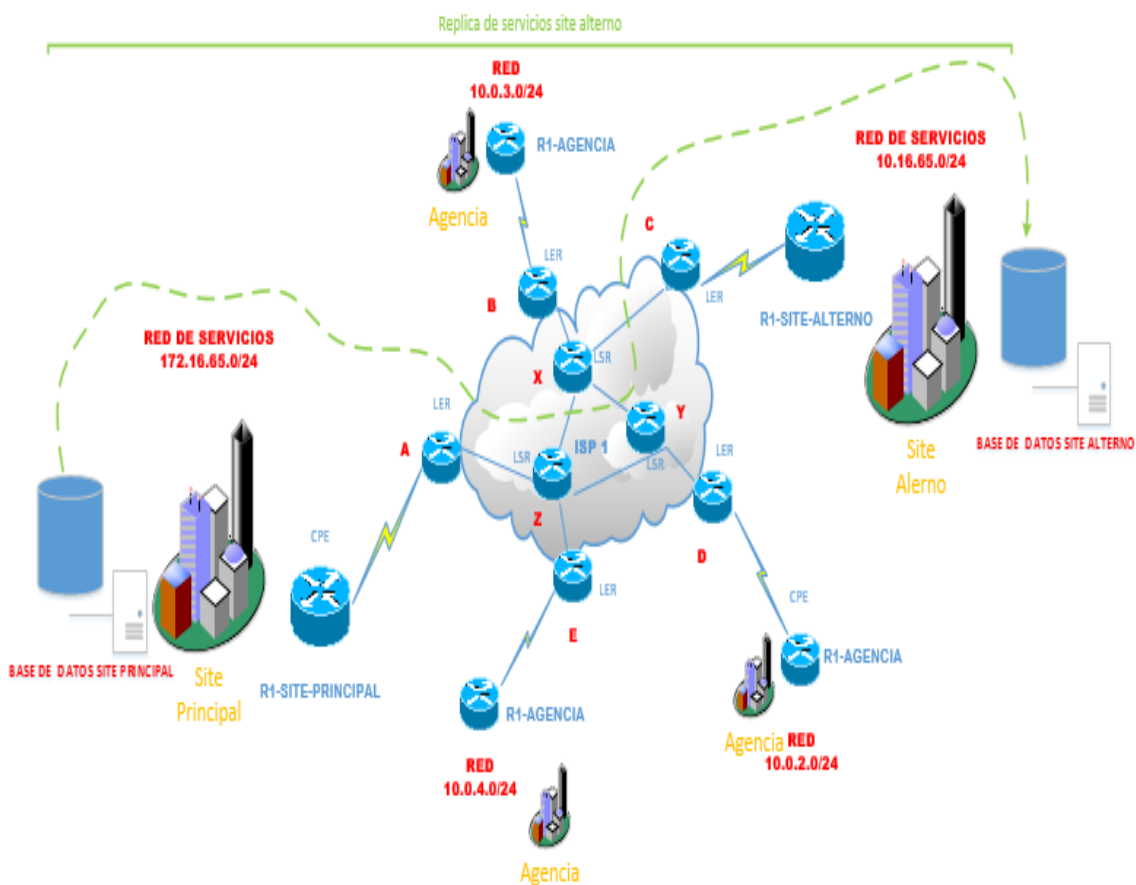 Replica de servicios site alterno
RED
10.0.3.0/24
R1-AGENCIA
Agencia
RED DE SERVICIOS
10.16.65.0/24
C
LER
LER
B
R1-SITE-ALTERNO
RED DE SERVICIOS
172.16.65.0/24
X
LSR
LER
Y
A
LSR
ISP 1
LSR
LER
BASE DE DATOS SITE ALTERNO
Site
Alerno
Z
CPE
D
LER
CPE
E
BASE DE DATOS SITE PRINCIPAL
Site
Principal
R1-SITE-PRINCIPAL
R1-AGENCIA
R1-AGENCIA
Agencia
RED
10.0.2.0/24
RED
10.0.4.0/24
Agencia